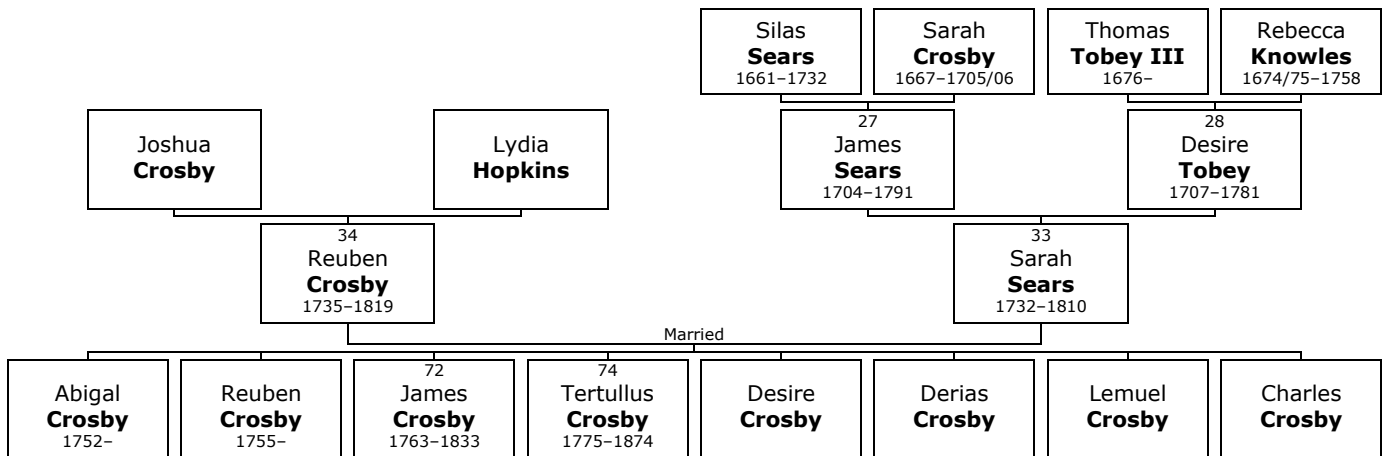 Silas
Sears
1661–1732
Sarah
Crosby
1667–1705/06
Thomas
Tobey III
1676–
Rebecca
Knowles
1674/75–1758
Joshua
Crosby
Lydia
Hopkins
27
James
Sears
1704–1791
28
Desire
Tobey
1707–1781
34
Reuben
Crosby
1735–1819
33
Sarah
Sears
1732–1810
Married
Abigal
Crosby
1752–
Reuben
Crosby
1755–
72
James
Crosby
1763–1833
74
Tertullus
Crosby
1775–1874
Desire
Crosby
Derias
Crosby
Lemuel
Crosby
Charles
Crosby